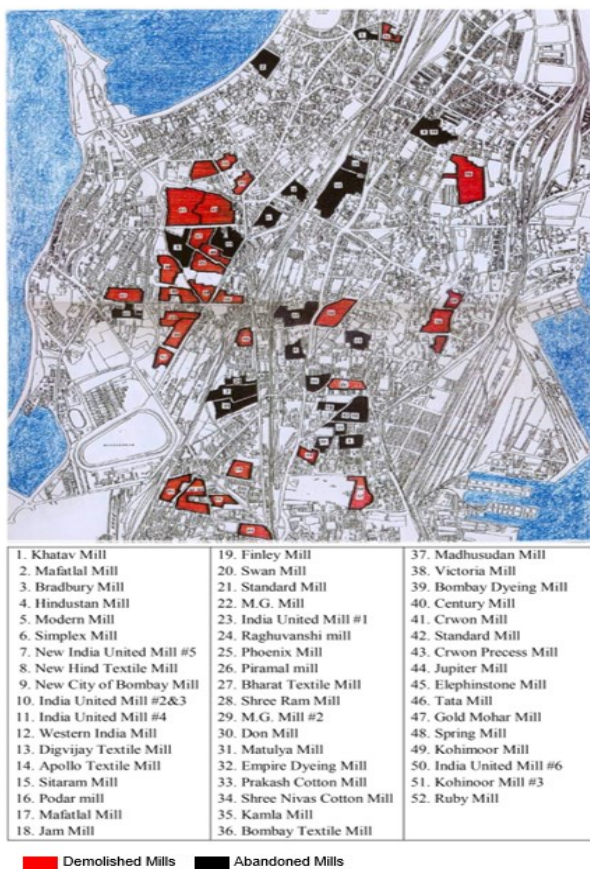 1. Khatav Mill
2. Mafatlal Mill
3. Bradbury Mill
4. Hindustan Mill
5. Modern Mill
6. Simplex Mill
7. New India United Mill #5
8. New Hind Textile Mill
9. New City of Bombay Mill
10. India United Mill #2&3
11. India United Mill #4
12. Western India Mill
13. Digvijay Textile Mill
14. Apollo Textile Mill
15. Sitaram Mill
16. Podar mill
17. Mafatlal Mill
18. Jam Mill
19. Finley Mill
20. Swan Mill
21. Standard Mill
22. M.G. Mill
23. India United Mill #1
24. Raghuvanshi mill
25. Phoenix Mill
26. Piramal mill
27. Bharat Textile Mill
28. Shree Ram Mill
29. M.G. Mill #2
30. Don Mill
31. Matulya Mill
32. Empire Dyeing Mill
33. Prakash Cotton Mill
34. Shree Nivas Cotton Mill
35. Kamla Mill
36. Bombay Textile Mill
37. Madhusudan Mill
38. Victoria Mill
39. Bombay Dyeing Mill
40. Century Mill
41. Crwon Mill
42. Standard Mill
43. Crwon Precess Mill
44. Jupiter Mill
45. Elephinstone Mill
46. Tata Mill
47. Gold Mohar Mill
48. Spring Mill
49. Kohimoor Mill
50. India United Mill #6
51. Kohinoor Mill #3
52. Ruby Mill
Demolished Mills
Abandoned Mills